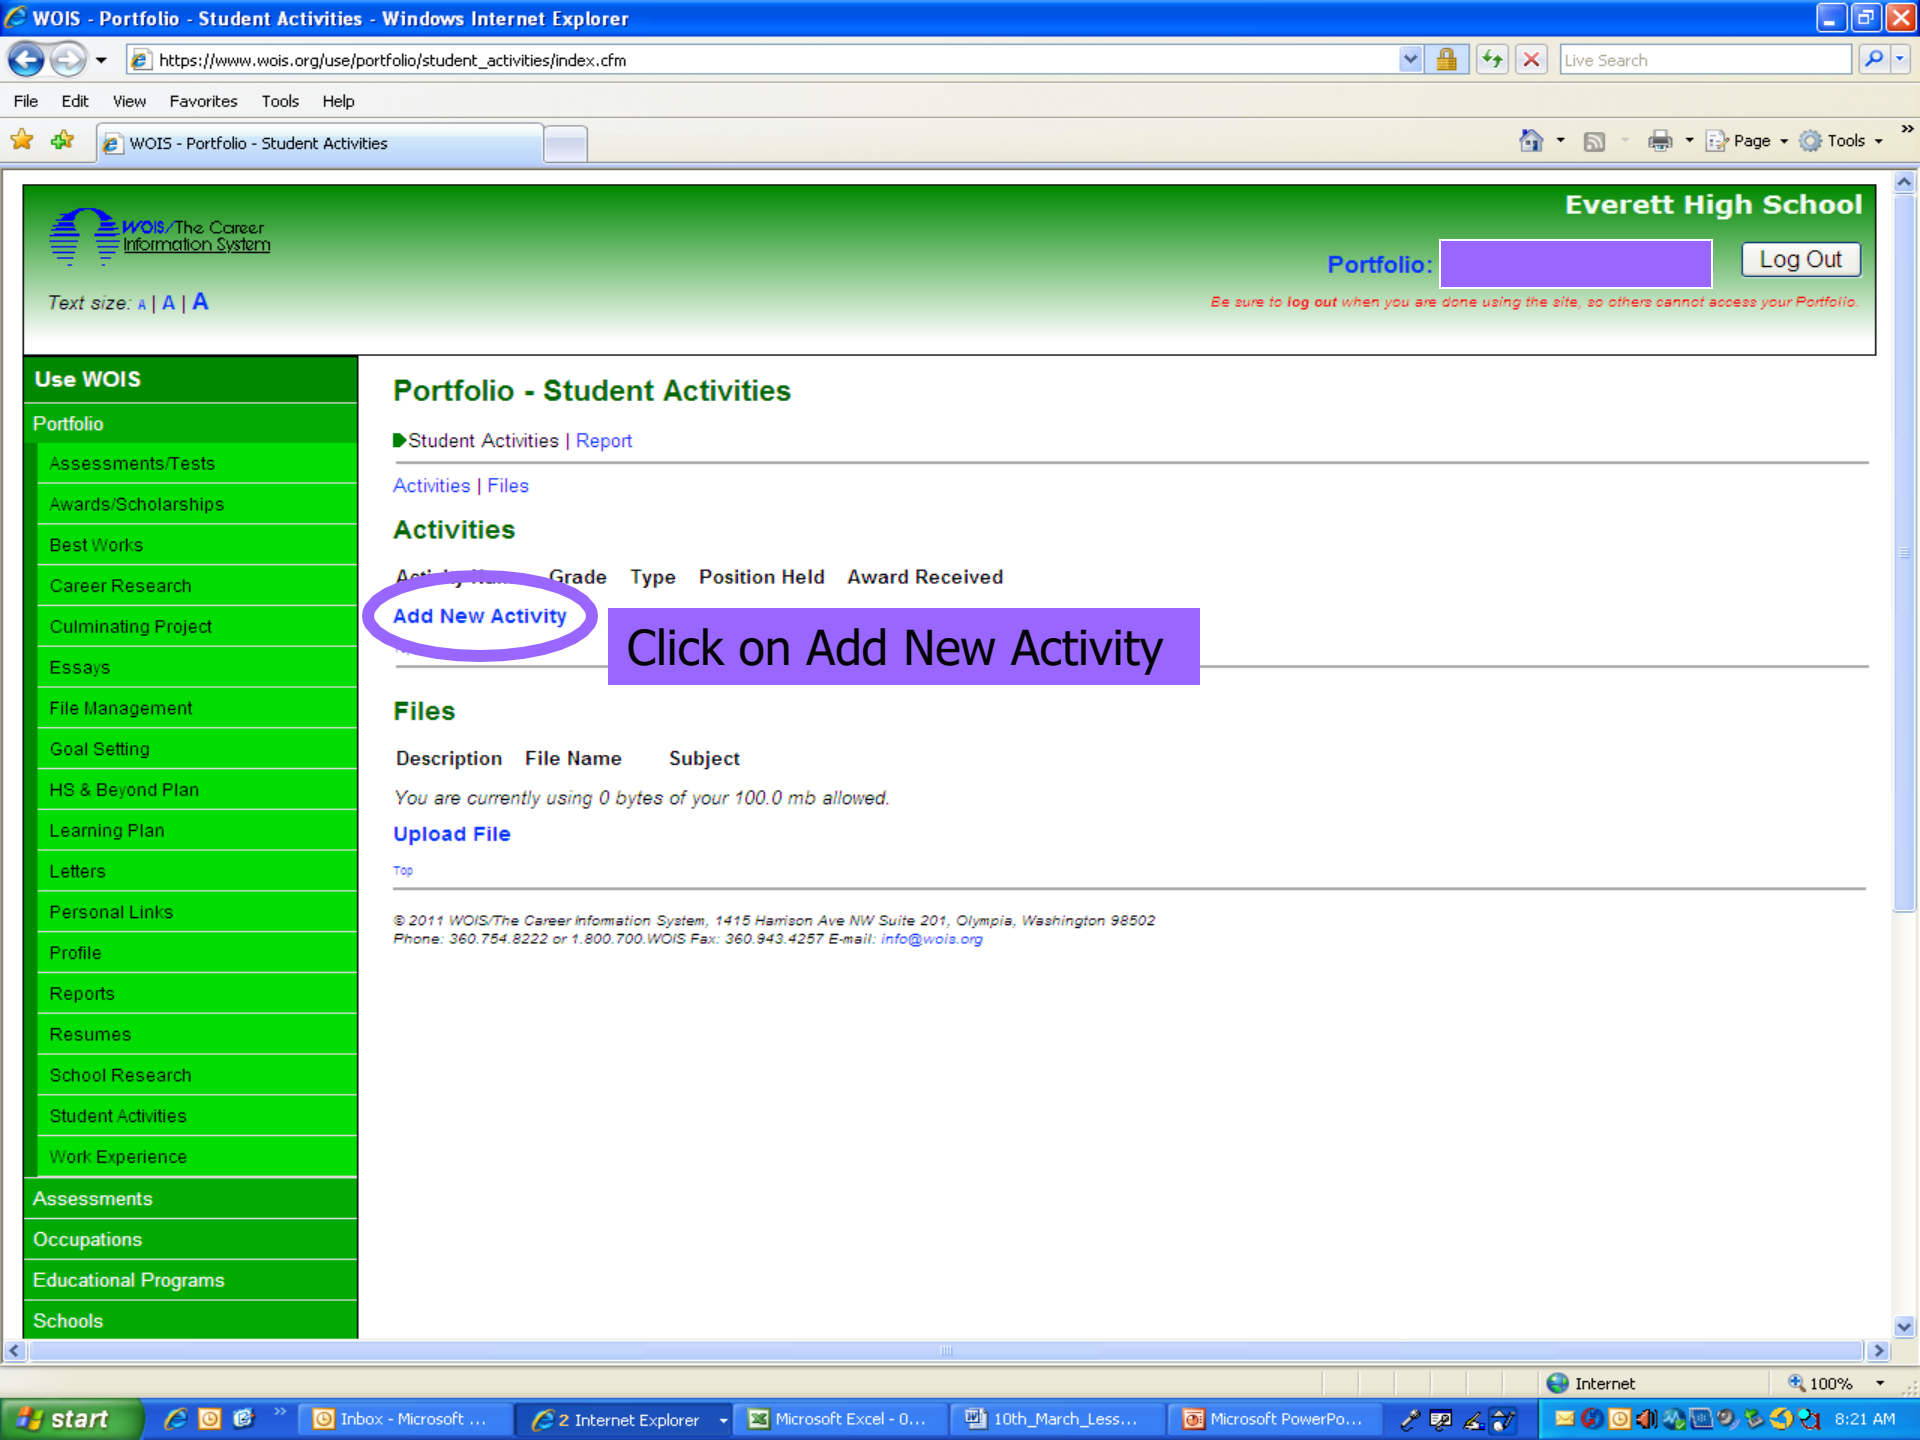 WOIS - Portfolio - Student Activities - Windows Internet Explorer
https://www.wois.org/use/portfolio/student_activities/index.cfm
Live Search
File Edit View Favorites Tools Help
WOIS - Portfolio - Student Activities
Page Tools
WOIS/The Career
Information System
Everett High School
Portfolio:
Log Out
Text size: A | A | A
Be sure to log out when you are done using the site, so others cannot access your Portfolio.
Use WOIS
Portfolio
Assessments/Tests
Awards/Scholarships
Best Works
Career Research
Culminating Project
Essays
File Management
Goal Setting
HS & Beyond Plan
Learning Plan
Letters
Personal Links
Profile
Reports
Resumes
School Research
Student Activities
Work Experience
Assessments
Occupations
Educational Programs
Schools
Portfolio - Student Activities
Student Activities | Report
Activities | Files
Activities
Grade Type Position Held Award Received
Add New Activity
Click on Add New Activity
Files
Description File Name Subject
You are currently using 0 bytes of your 100.0 mb allowed.
Upload File
Top
© 2011 WOIS/The Career Information System, 1415 Harrison Ave NW Suite 201, Olympia, Washington 98502
Phone: 360.754.8222 or 1.800.700.WOIS Fax: 360.943.4257 E-mail: info@wois.org
Internet
100%
start
Inbox - Microsoft ...
2 Internet Explorer
Microsoft Excel - 0...
10th_March_Less...
Microsoft PowerPo...
8:21 AM